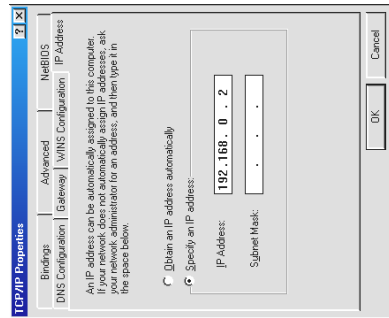 TCP/IP Properties
? X
Bindings Advanced NetBIOS
DNS Configuration Gateway WINS Configuration IP Address
An IP address can be automatically assigned to this computer.
If your network does not automatically assign IP addresses, ask
your network administrator for an address, and then type it in
the space below.
Obtain an IP address automatically
Specify an IP address:
IP Address: 192.168.0.2
Subnet Mask: . . .
OK Cancel